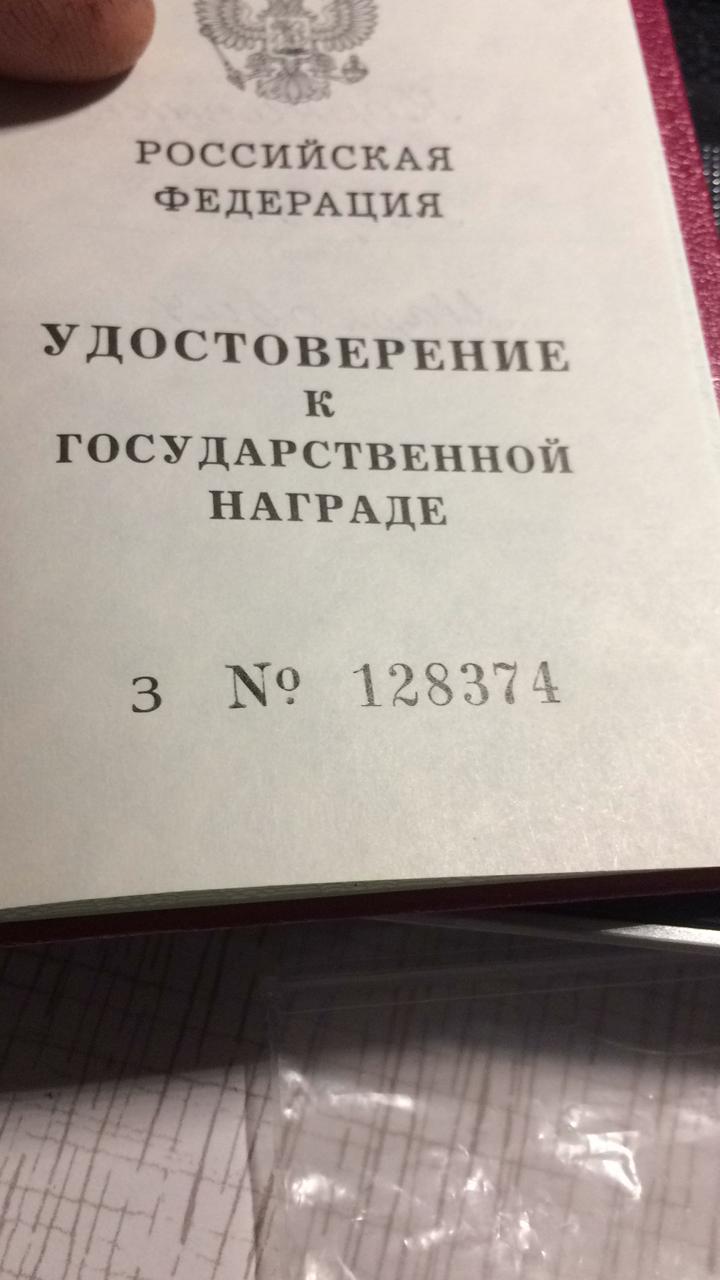 РОССИЙСКАЯ
ФЕДЕРАЦИЯ
УДОСТОВЕРЕНИЕ
К
ГОСУДАРСТВЕННОЙ
НАГРАДЕ
З № 128374